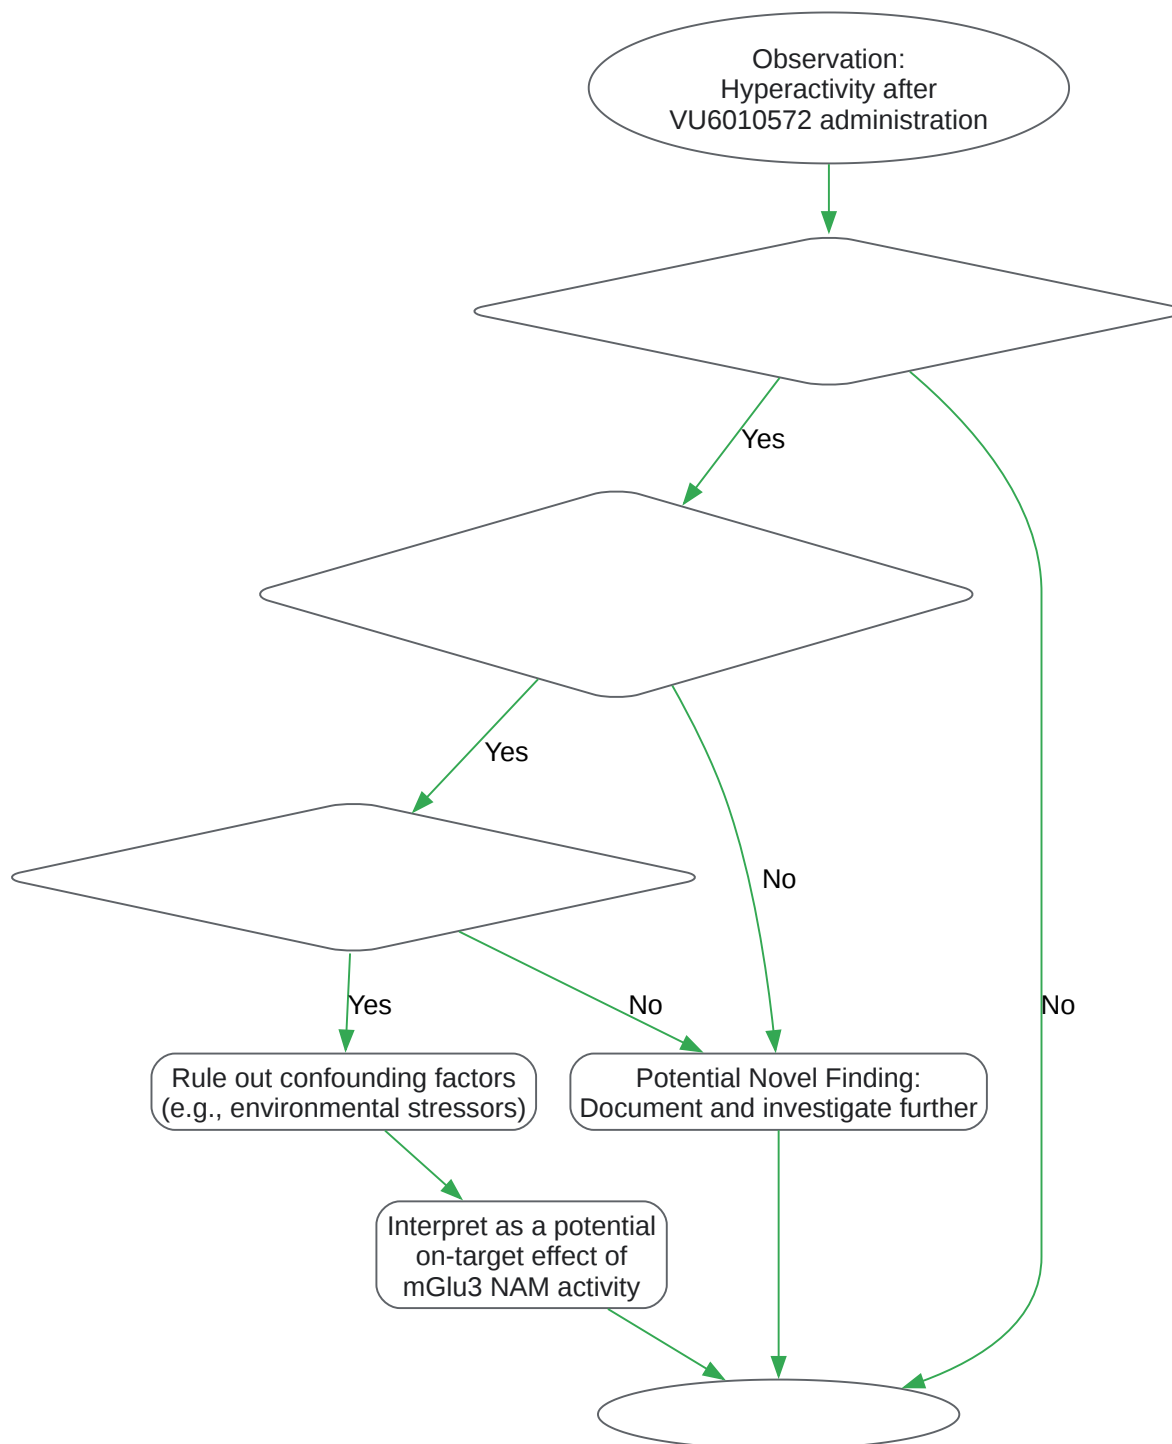 Observation:
Hyperactivity after
VU6010572 administration
Yes
Yes
No
Yes
No
No
Rule out confounding factors
(e.g., environmental stressors)
Potential Novel Finding:
Document and investigate further
Interpret as a potential
on-target effect of
mGlu3 NAM activity